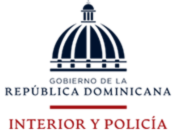 GOBIERNO DE LA
REPÚBLICA DOMINICANA
INTERIOR Y POLICÍA